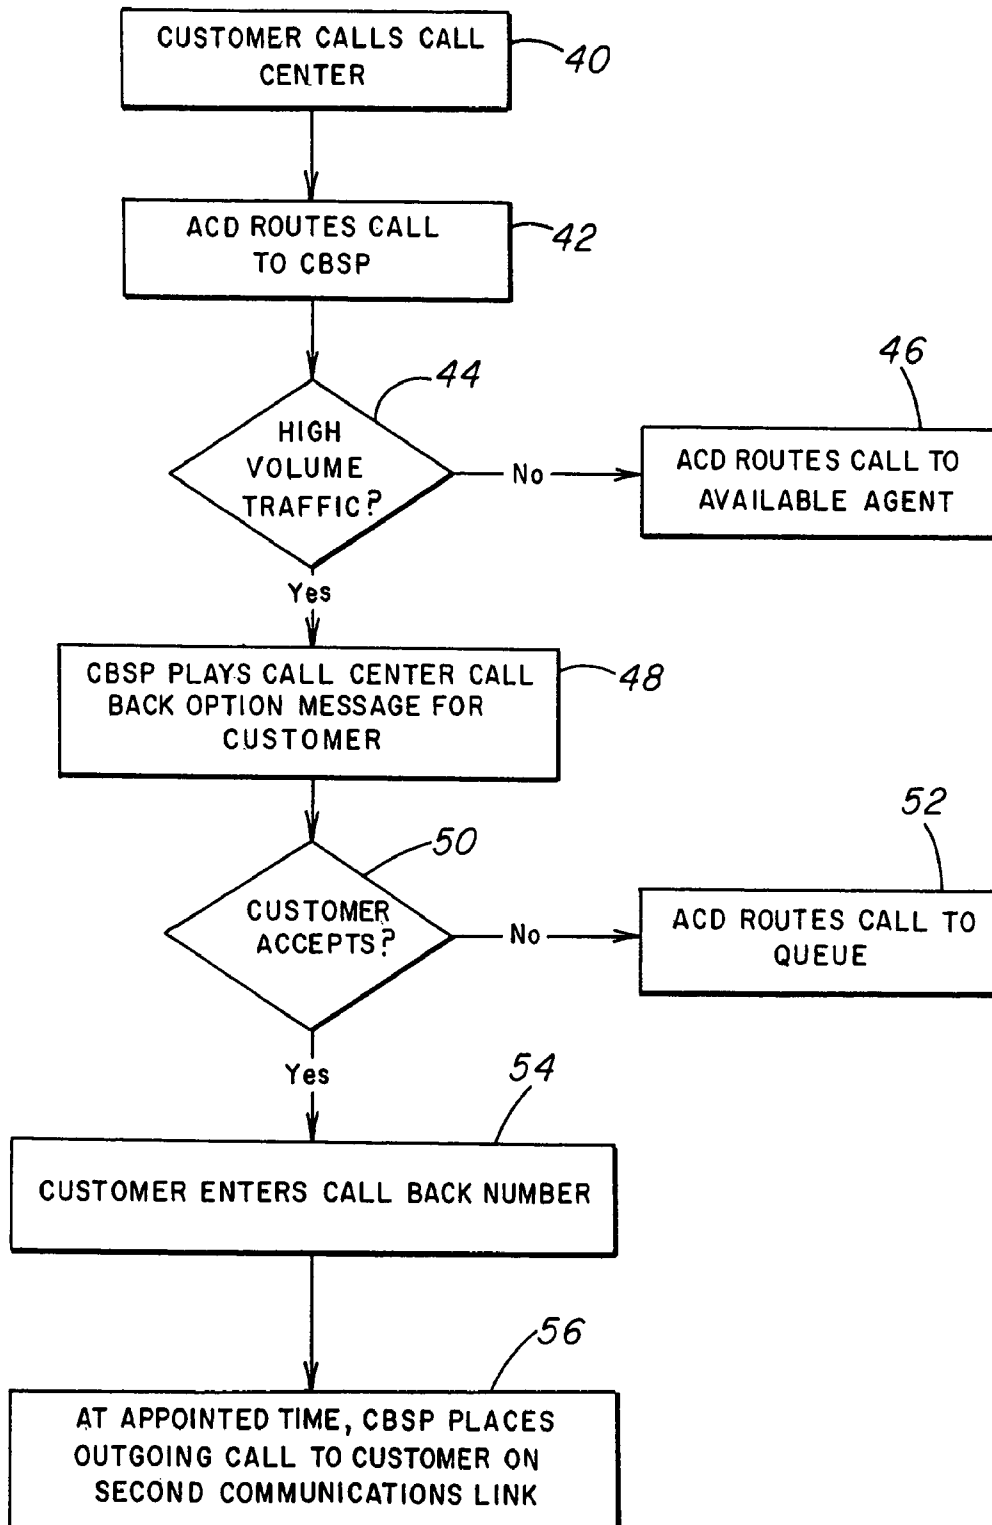 CUSTOMER CALLS CALL
CENTER
40
ACD ROUTES CALL
TO CBSP
42
44
HIGH
VOLUME
TRAFFIC?
No
46
ACD ROUTES CALL TO
AVAILABLE AGENT
Yes
CBSP PLAYS CALL CENTER CALL
BACK OPTION MESSAGE FOR
CUSTOMER
48
50
CUSTOMER
ACCEPTS?
No
52
ACD ROUTES CALL TO
QUEUE
Yes
54
CUSTOMER ENTERS CALL BACK NUMBER
56
AT APPOINTED TIME, CBSP PLACES
OUTGOING CALL TO CUSTOMER ON
SECOND COMMUNICATIONS LINK